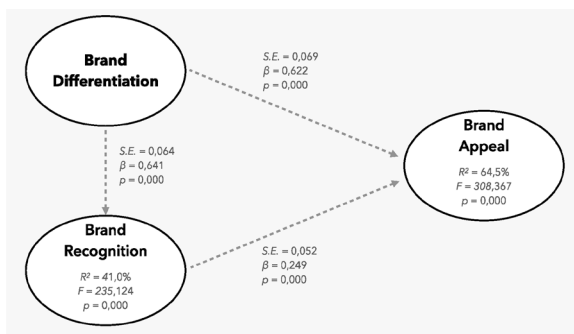 Brand
Differentiation
S.E. = 0,069
β = 0,622
p = 0,000
S.E. = 0,064
β = 0,641
p = 0,000
Brand
Appeal
R² = 64,5%
F = 308,367
p = 0,000
Brand
Recognition
R² = 41,0%
F = 235,124
p = 0,000
S.E. = 0,052
β = 0,249
p = 0,000